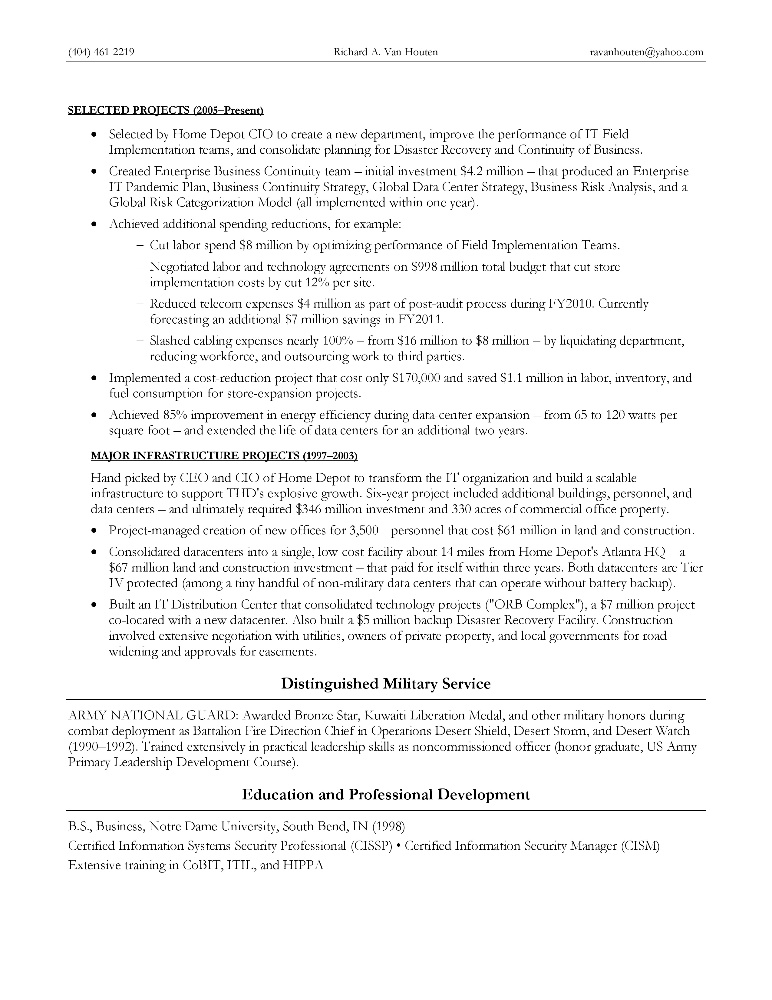 (404) 461-2219 Richard A. Van Houten ravanhouten@yahoo.com
SELECTED PROJECTS (2005–Present)
• Selected by Home Depot CIO to create a new department, improve the performance of IT Field
Implementation teams, and consolidate planning for Disaster Recovery and Continuity of Business.
• Created Enterprise Business Continuity team – initial investment $4.2 million – that produced an Enterprise
IT Pandemic Plan, Business Continuity Strategy, Global Data Center Strategy, Business Risk Analysis, and a
Global Risk Categorization Model (all implemented within one year).
• Achieved additional spending reductions, for example:
– Cut labor spend $8 million by optimizing performance of Field Implementation Teams.
Negotiated labor and technology agreements on $998 million total budget that cut store
implementation costs by cut 12% per site.
– Reduced telecom expenses $4 million as part of post-audit process during FY2010. Currently
forecasting an additional $7 million savings in FY2011.
– Slashed cabling expenses nearly 100% – from $16 million to $8 million – by liquidating department,
reducing workforce, and outsourcing work to third parties.
• Implemented a cost-reduction project that cost only $170,000 and saved $1.1 million in labor, inventory, and
fuel consumption for store-expansion projects.
• Achieved 85% improvement in energy efficiency during data center expansion – from 65 to 120 watts per
square foot – and extended the life of data centers for an additional two years.
MAJOR INFRASTRUCTURE PROJECTS (1997–2003)
Hand picked by CEO and CIO of Home Depot to transform the IT organization and build a scalable
infrastructure to support THD's explosive growth. Six-year project included additional buildings, personnel, and
data centers – and ultimately required $346 million investment and 330 acres of commercial office property.
• Project-managed creation of new offices for 3,500 personnel that cost $61 million in land and construction.
• Consolidated datacenters into a single, low cost facility about 14 miles from Home Depot's Atlanta HQ – a
$67 million land and construction investment – that paid for itself within three years. Both datacenters are Tier
IV protected (among a tiny handful of non-military data centers that can operate without battery backup).
• Built an IT Distribution Center that consolidated technology projects ("ORB Complex"), a $7 million project
co-located with a new datacenter. Also built a $5 million backup Disaster Recovery Facility. Construction
involved extensive negotiation with utilities, owners of private property, and local governments for road
widening and approvals for easements.
Distinguished Military Service
ARMY NATIONAL GUARD: Awarded Bronze Star, Kuwaiti Liberation Medal, and other military honors during
combat deployment as Battalion Fire Direction Chief in Operations Desert Shield, Desert Storm, and Desert Watch
(1990–1992). Trained extensively in practical leadership skills as noncommissioned officer (honor graduate, US Army
Primary Leadership Development Course).
Education and Professional Development
B.S., Business, Notre Dame University, South Bend, IN (1998)
Certified Information Systems Security Professional (CISSP) • Certified Information Security Manager (CISM)
Extensive training in CoBIT, ITIL, and HIPPA